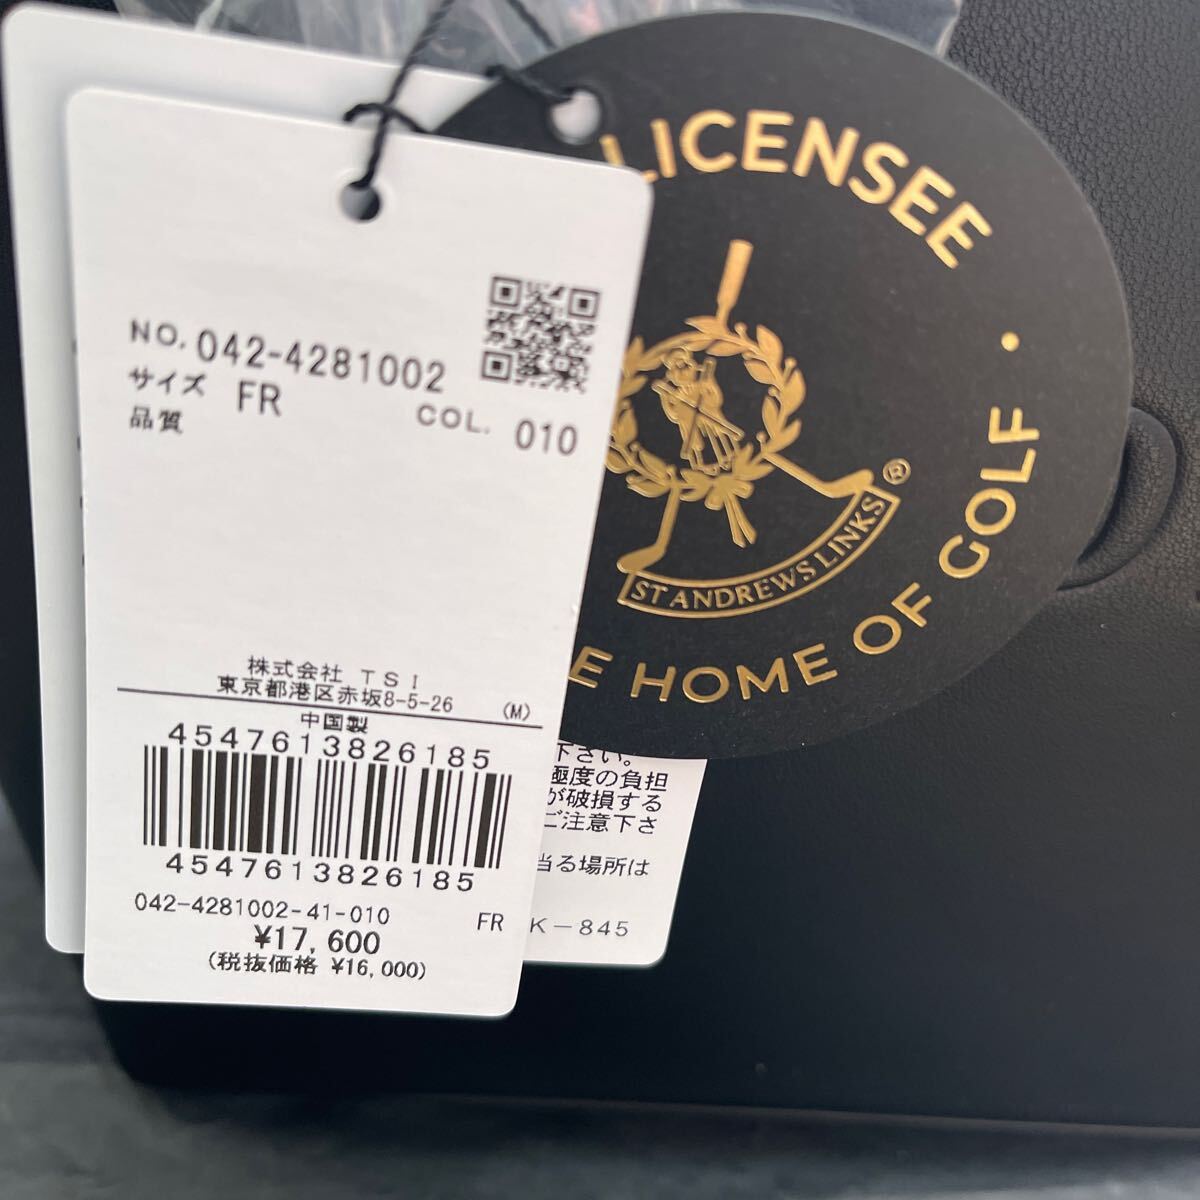 NO. 042-4281002
サイズ FR
COL. 010
品質
株式会社 TSI
東京都港区赤坂8-5-26 (M)
中国製
4547613826185
4547613826185
042-4281002-41-010 FR
¥17,600
(税抜価格 ¥16,000)
LICENSEE
ST ANDREWS LINKS®
E HOME OF GOLF ·
下さい。
極度の負担
が破損する
ご注意下さ
当る場所は
K-845